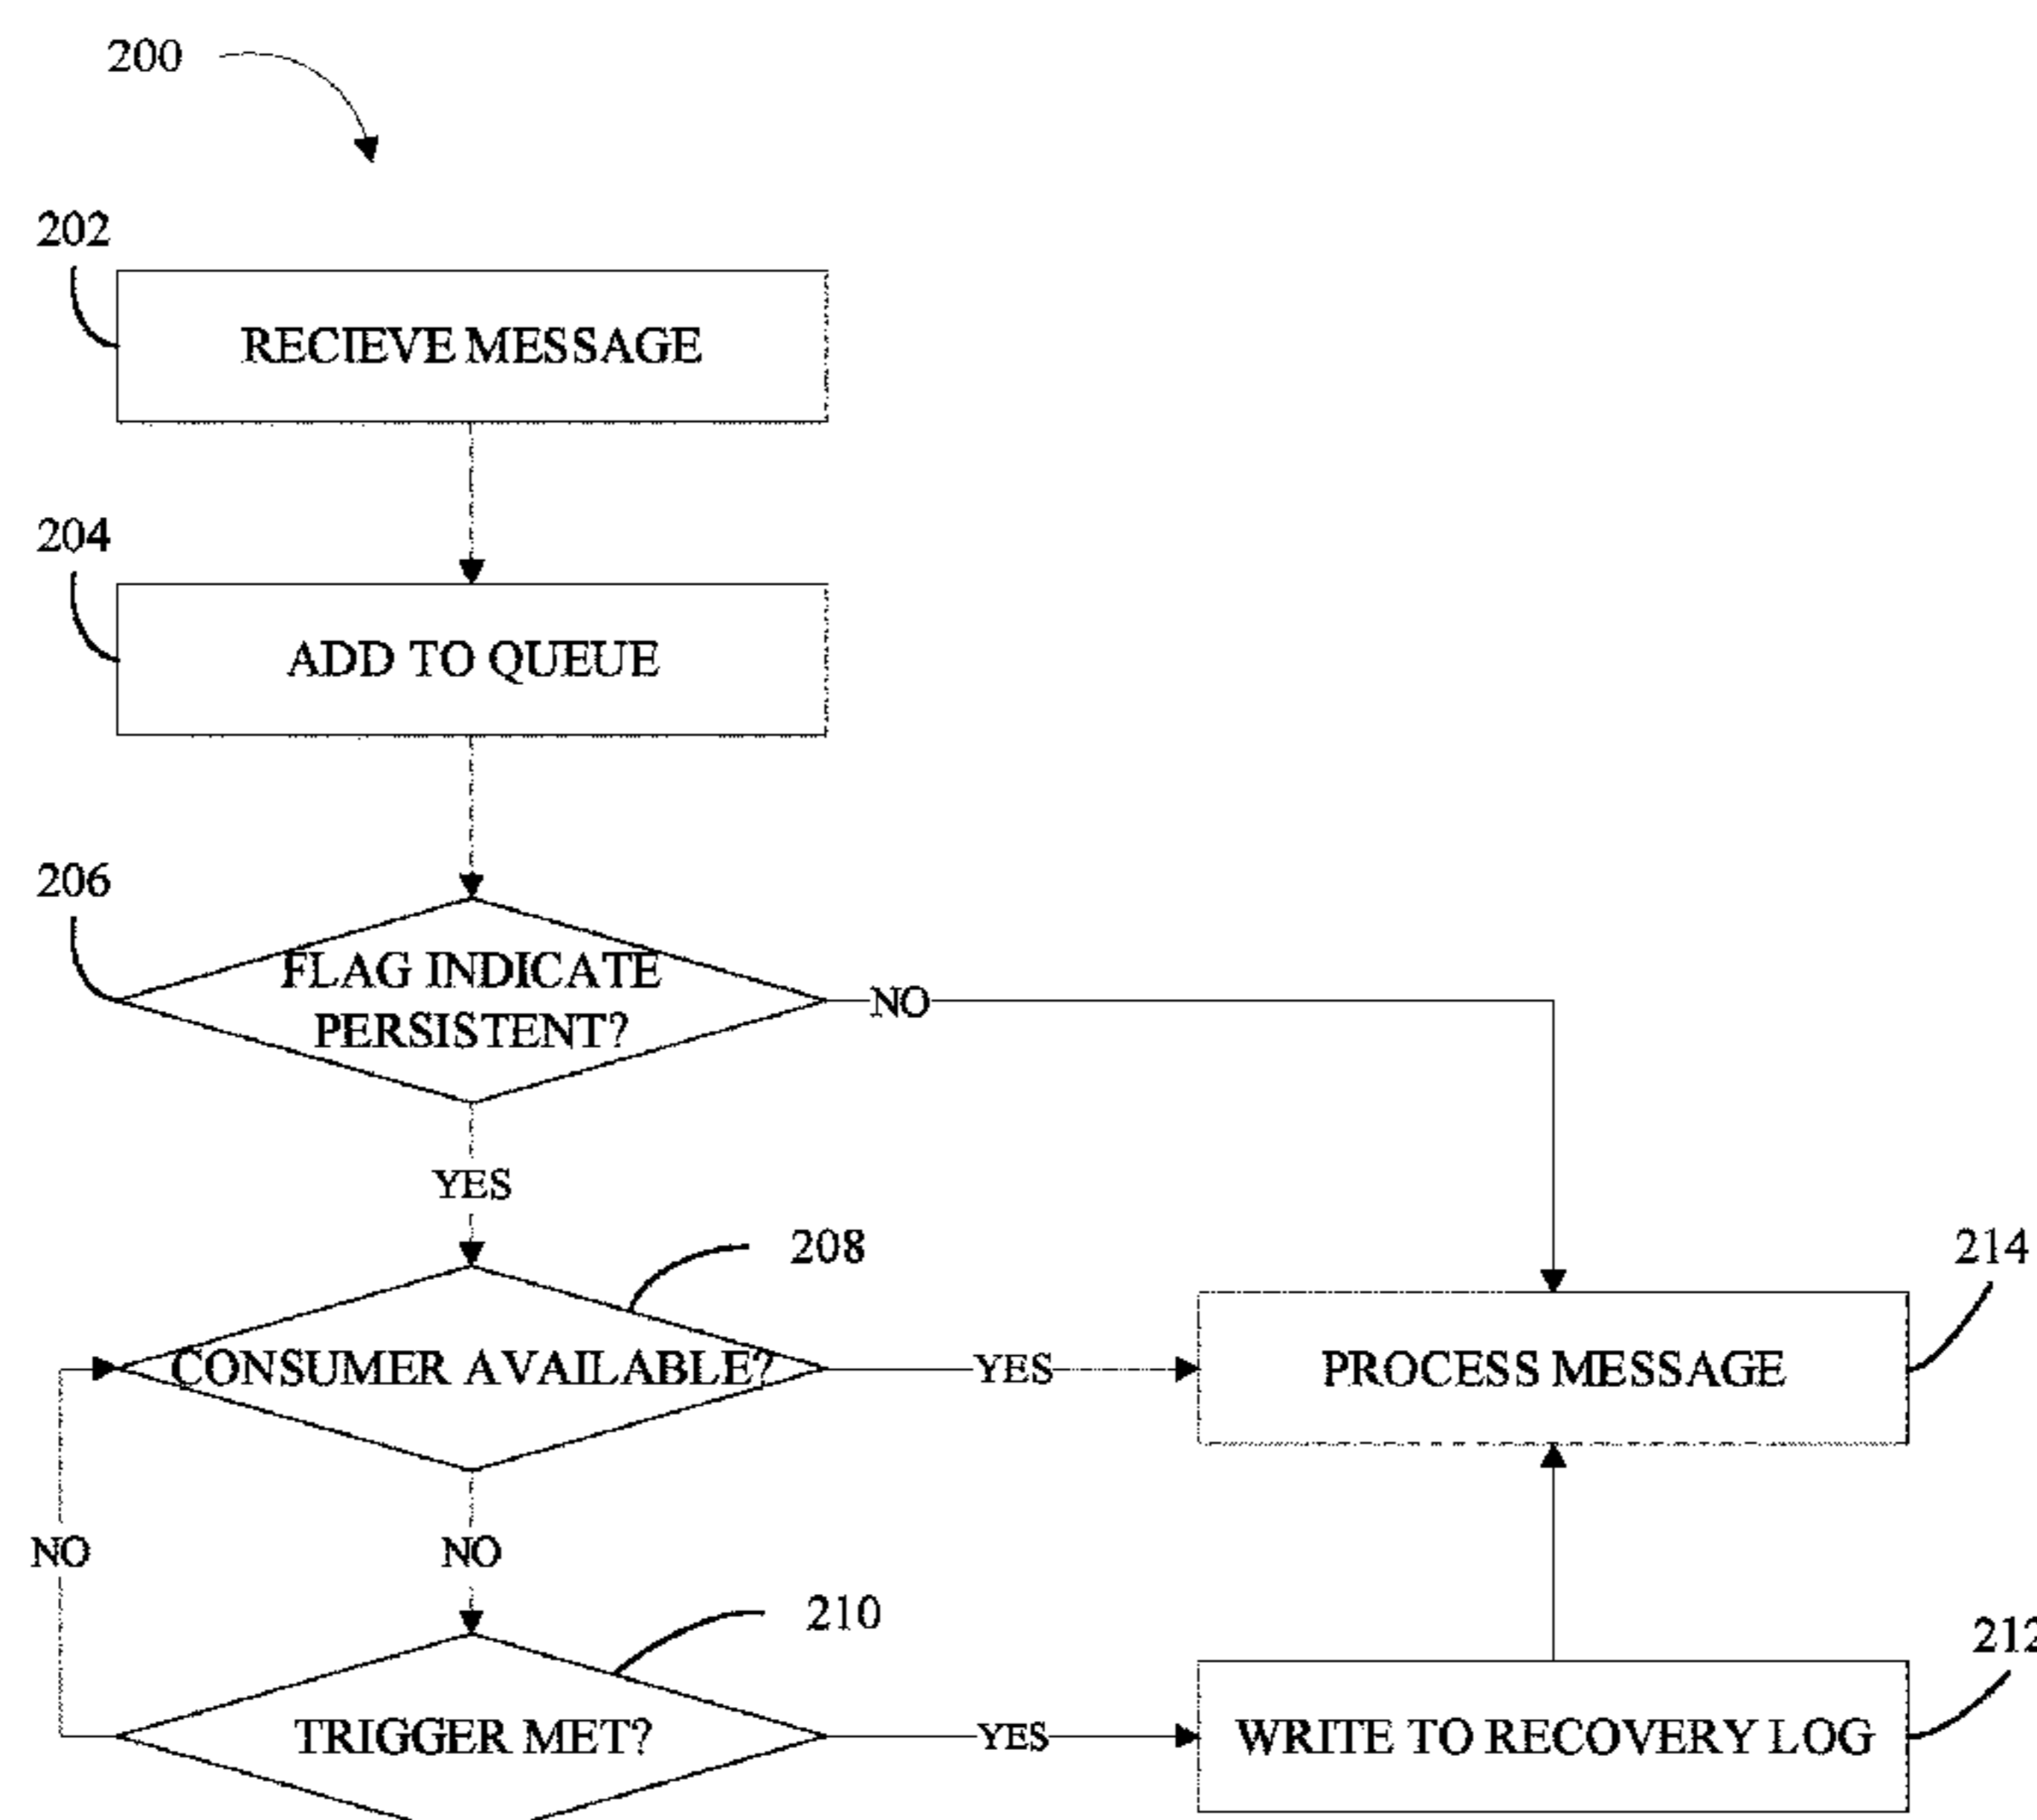 200
202
RECIEVE MESSAGE
204
ADD TO QUEUE
206
FLAG INDICATE
PERSISTENT?
NO
YES
208
214
CONSUMER AVAILABLE?
YES
PROCESS MESSAGE
NO
NO
210
212
TRIGGER MET?
YES
WRITE TO RECOVERY LOG